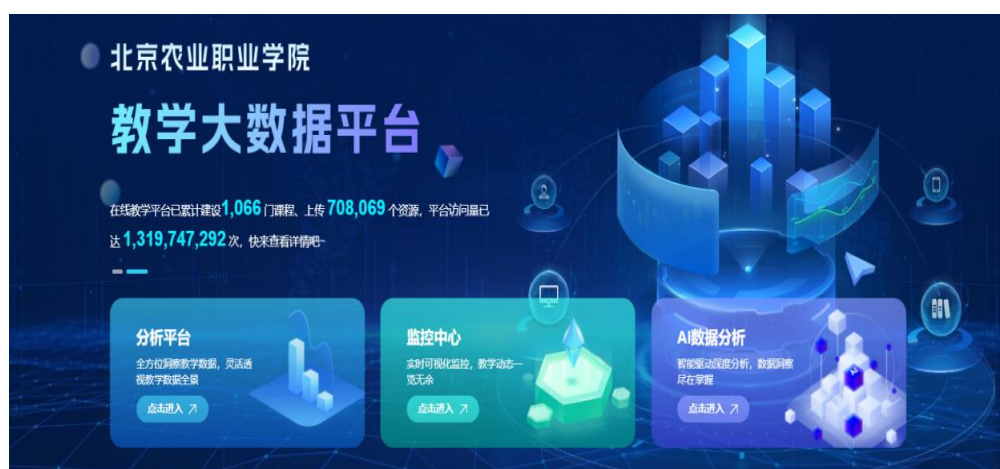 北京农业职业学院
教学大数据平台
在线教学平台已累计建设1,066门课程、上传708,069个资源，平台访问量已
达1,319,747,292次，快来查看详情吧~
分析平台
全方位洞察教学数据，灵活透
视教学数据全景
点击进入 ↗
监控中心
实时可视化监控，教学动态一
览无余
点击进入 ↗
AI数据分析
智能驱动深度分析，数据洞察
尽在掌握
点击进入 ↗